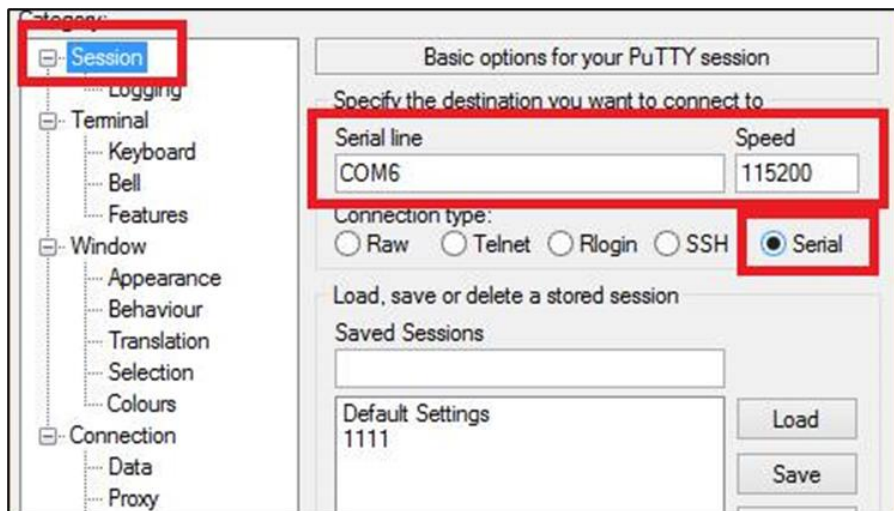 Category:
Session
Logging
Terminal
Keyboard
Bell
Features
Window
Appearance
Behaviour
Translation
Selection
Colours
Connection
Data
Proxy
Basic options for your PuTTY session
Specify the destination you want to connect to
Serial line Speed
COM6 115200
Connection type:
Raw Telnet Rlogin SSH Serial
Load, save or delete a stored session
Saved Sessions
Default Settings
1111
Load
Save